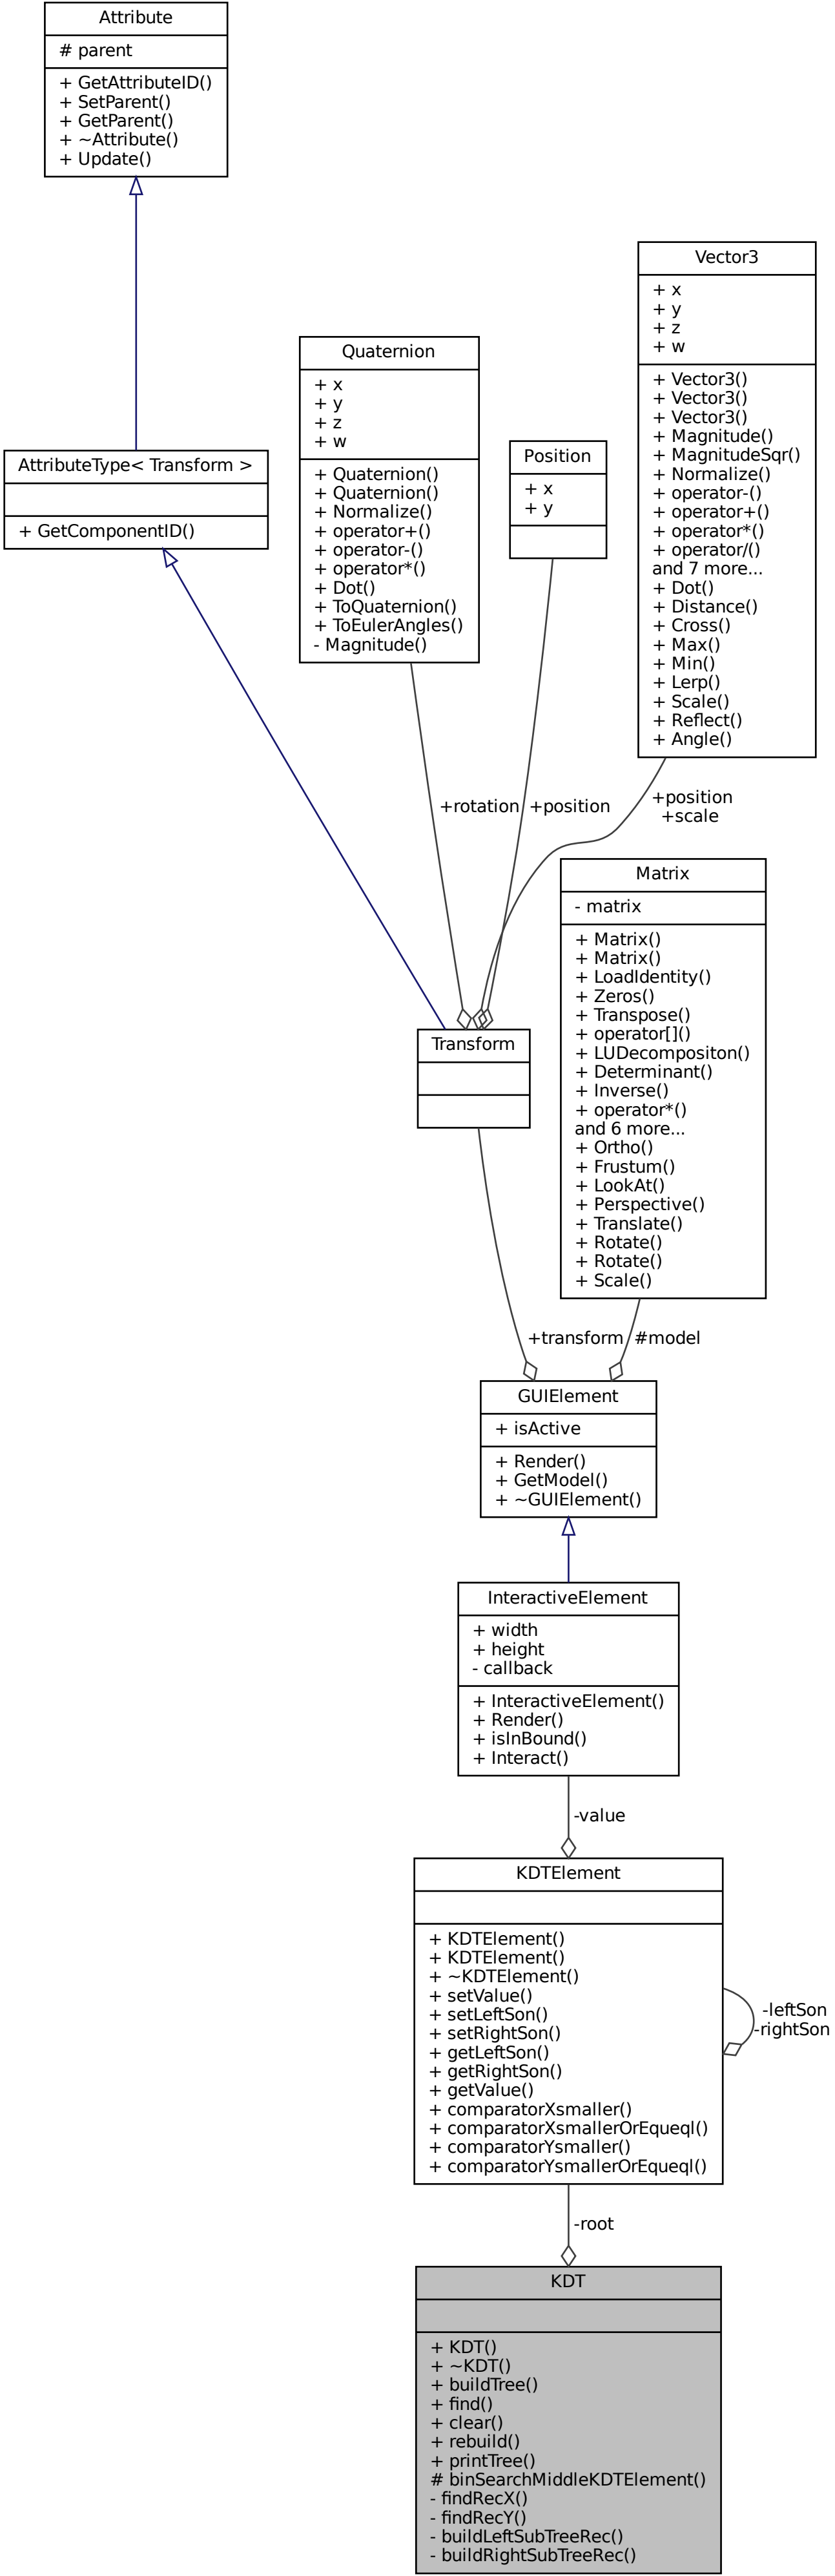 Attribute
# parent
+ GetAttributeID()
+ SetParent()
+ GetParent()
+ ~Attribute()
+ Update()
Vector3
+ x
+ y
+ z
+ w
+ Vector3()
+ Vector3()
+ Vector3()
+ Magnitude()
+ MagnitudeSqr()
+ Normalize()
+ operator-()
+ operator+()
+ operator*()
+ operator/()
and 7 more...
+ Dot()
+ Distance()
+ Cross()
+ Max()
+ Min()
+ Lerp()
+ Scale()
+ Reflect()
+ Angle()
Quaternion
+ x
+ y
+ z
+ w
+ Quaternion()
+ Quaternion()
+ Normalize()
+ operator+()
+ operator-()
+ operator*()
+ Dot()
+ ToQuaternion()
+ ToEulerAngles()
- Magnitude()
Position
+ x
+ y
AttributeType< Transform >
+ GetComponentID()
+rotation
+position
+position
+scale
Matrix
- matrix
+ Matrix()
+ Matrix()
+ LoadIdentity()
+ Zeros()
+ Transpose()
+ operator[]()
+ LUDecompositon()
+ Determinant()
+ Inverse()
+ operator*()
and 6 more...
+ Ortho()
+ Frustum()
+ LookAt()
+ Perspective()
+ Translate()
+ Rotate()
+ Rotate()
+ Scale()
Transform
+transform
#model
GUIElement
+ isActive
+ Render()
+ GetModel()
+ ~GUIElement()
InteractiveElement
+ width
+ height
- callback
+ InteractiveElement()
+ Render()
+ isInBound()
+ Interact()
-value
KDTElement
+ KDTElement()
+ KDTElement()
+ ~KDTElement()
+ setValue()
+ setLeftSon()
+ setRightSon()
+ getLeftSon()
+ getRightSon()
+ getValue()
+ comparatorXsmaller()
+ comparatorXsmallerOrEqueql()
+ comparatorYsmaller()
+ comparatorYsmallerOrEqueql()
-leftSon
-rightSon
-root
KDT
+ KDT()
+ ~KDT()
+ buildTree()
+ find()
+ clear()
+ rebuild()
+ printTree()
# binSearchMiddleKDTElement()
- findRecX()
- findRecY()
- buildLeftSubTreeRec()
- buildRightSubTreeRec()